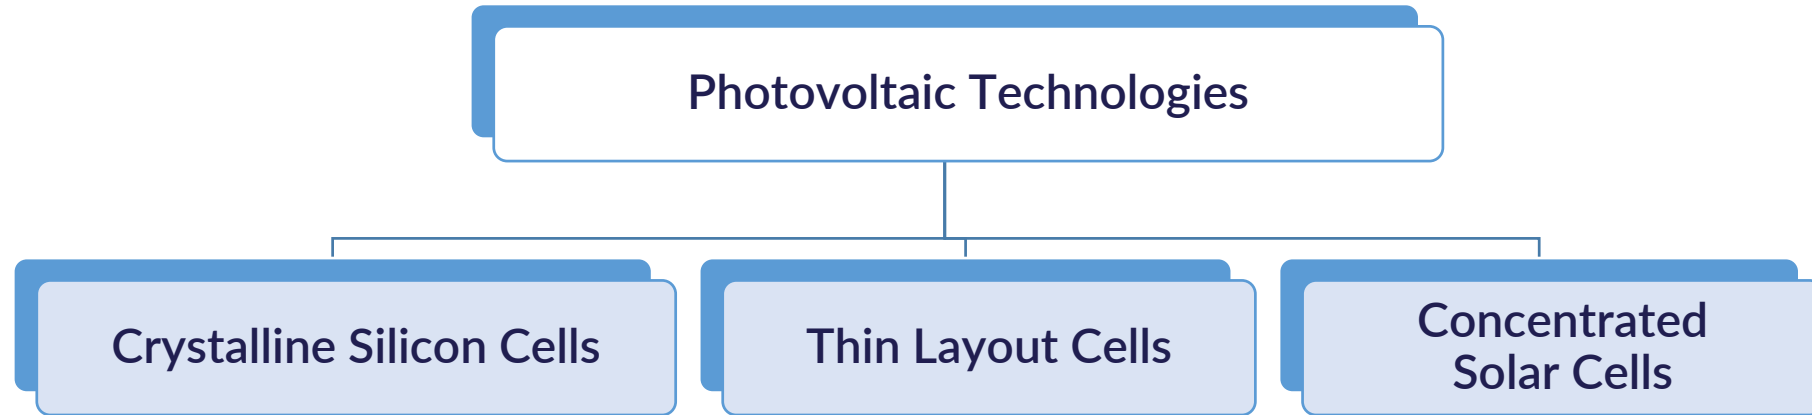 Photovoltaic Technologies
Crystalline Silicon Cells
Thin Layout Cells
Concentrated
Solar Cells